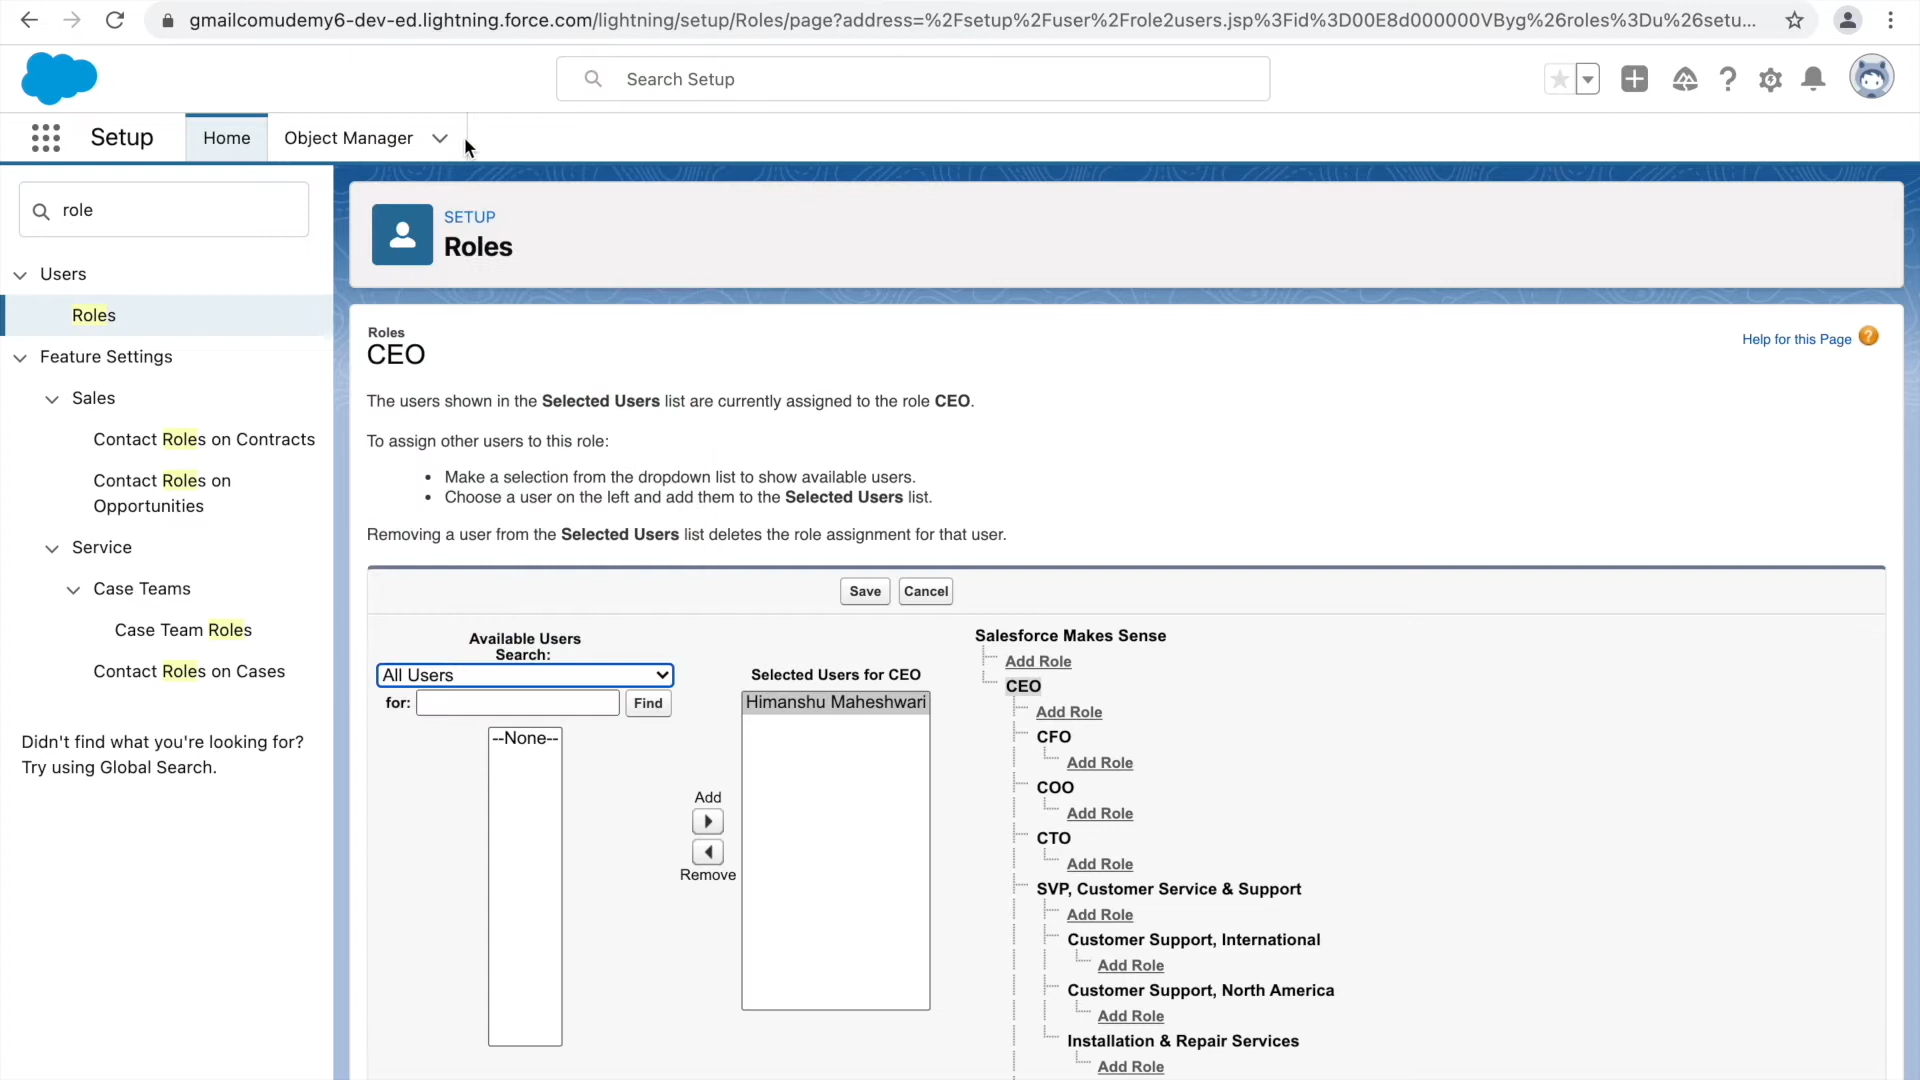 gmailcomudemy6-dev-ed.lightning.force.com/lightning/setup/Roles/page?address=%2Fsetup%2Fuser%2Frole2users.jsp%3Fid%3D00E8d000000VByg%26roles%3Du%26setu...
Search Setup
Setup
Home
Object Manager
role
SETUP
Roles
Users
Roles
Feature Settings
Sales
Contact Roles on Contracts
Contact Roles on
Opportunities
Service
Case Teams
Case Team Roles
Contact Roles on Cases
Didn't find what you're looking for?
Try using Global Search.
Roles
CEO
Help for this Page
The users shown in the Selected Users list are currently assigned to the role CEO.
To assign other users to this role:
• Make a selection from the dropdown list to show available users.
• Choose a user on the left and add them to the Selected Users list.
Removing a user from the Selected Users list deletes the role assignment for that user.
Save
Cancel
Available Users
Search:
All Users
for:
Find
--None--
Add
Remove
Selected Users for CEO
Himanshu Maheshwari
Salesforce Makes Sense
Add Role
CEO
Add Role
CFO
Add Role
COO
Add Role
CTO
Add Role
SVP, Customer Service & Support
Add Role
Customer Support, International
Add Role
Customer Support, North America
Add Role
Installation & Repair Services
Add Role